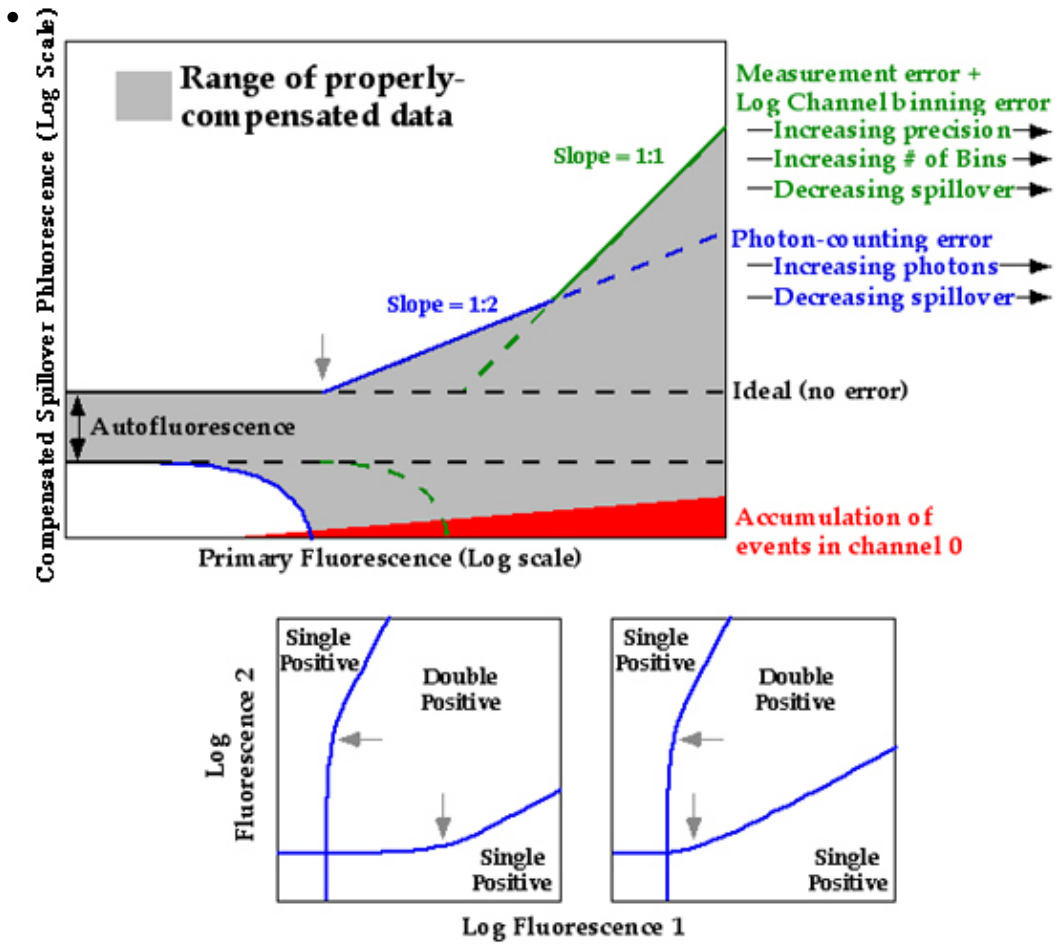 Compensated Spillover Phluorescence (Log Scale)
Range of properly-
compensated data
Measurement error +
Log Channel binning error
Increasing precision
Increasing # of Bins
Decreasing spillover
Slope = 1:1
Photon-counting error
Increasing photons
Decreasing spillover
Slope = 1:2
Ideal (no error)
Autofluorescence
Accumulation of
events in channel 0
Primary Fluorescence (Log scale)
Single
Positive
Double
Positive
Single
Positive
Log
Fluorescence 2
Single
Positive
Double
Positive
Single
Positive
Log Fluorescence 1